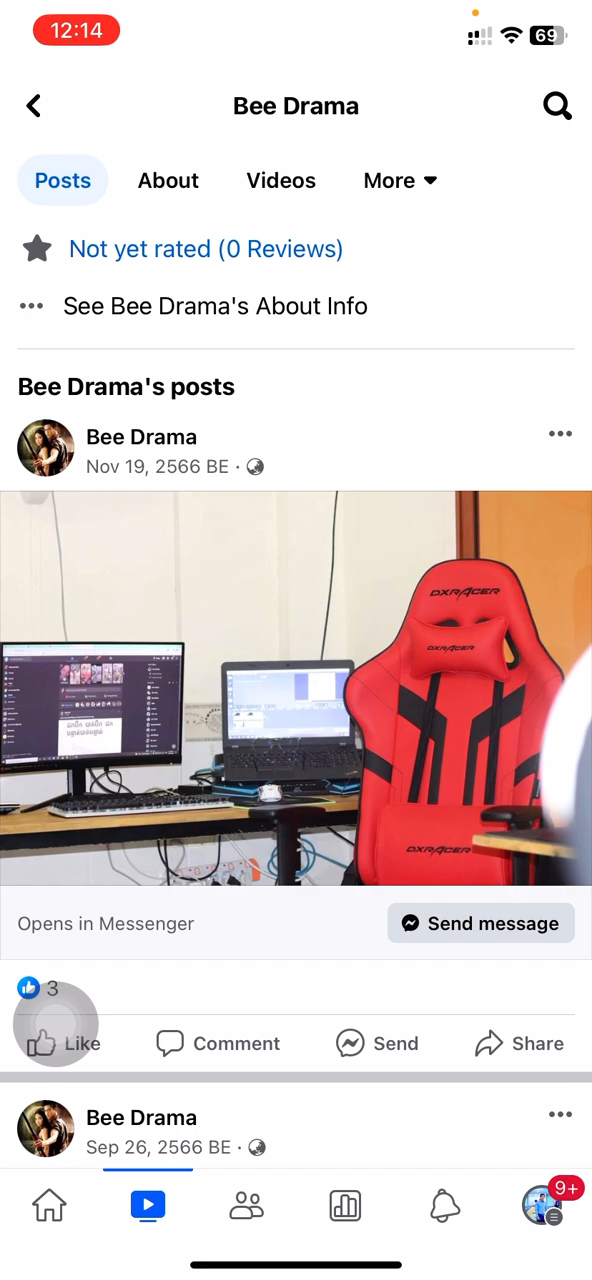 12:14
69
Bee Drama
Posts
About
Videos
More
Not yet rated (0 Reviews)
See Bee Drama's About Info
Bee Drama's posts
Bee Drama
Nov 19, 2566 BE ·
DXRACER
DXRACER
DXRACER
Opens in Messenger
Send message
3
Like
Comment
Send
Share
Bee Drama
Sep 26, 2566 BE ·
9+